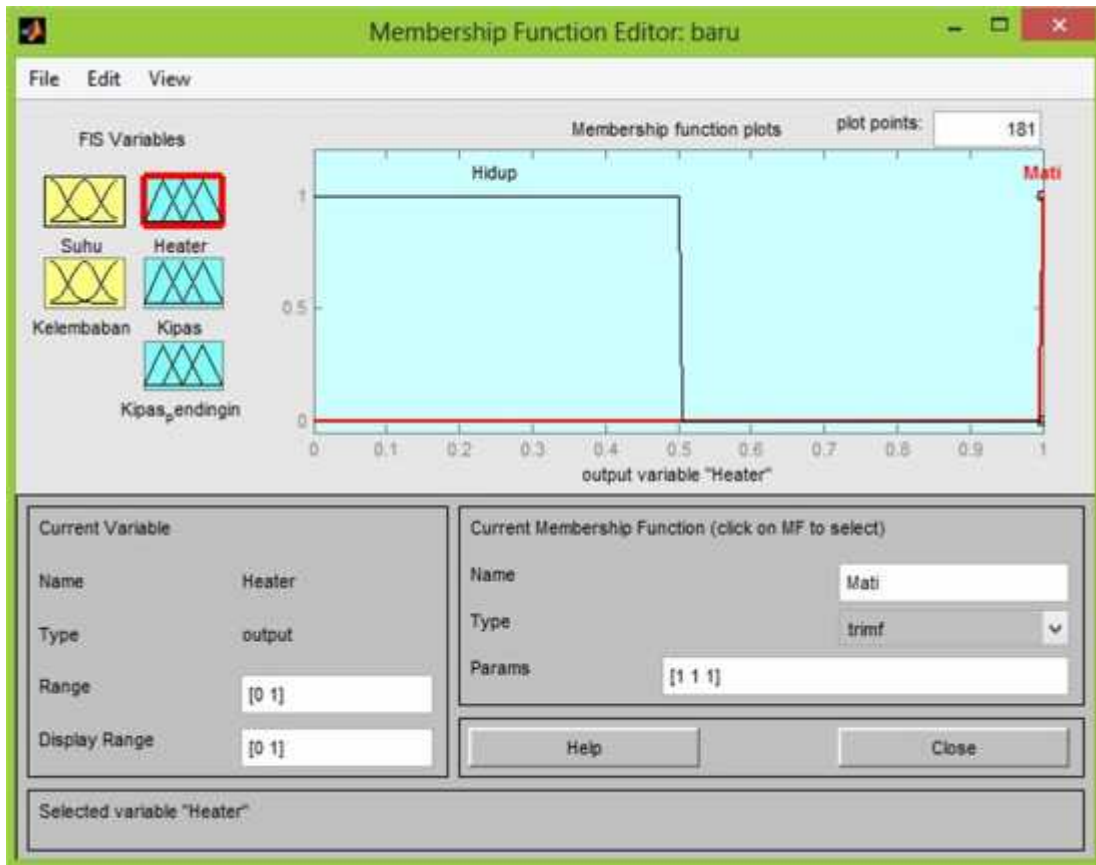 Membership Function Editor: baru
File Edit View
FIS Variables
Membership function plots
plot points:
181
Suhu
Heater
Kelembaban
Kipas
Kipas_pendingin
Hidup
Mati
1
0.5
0
0 0.1 0.2 0.3 0.4 0.5 0.6 0.7 0.8 0.9 1
output variable "Heater"
Current Variable
Name Heater
Type output
Range [0 1]
Display Range [0 1]
Current Membership Function (click on MF to select)
Name Mati
Type trimf
Params [1 1 1]
Help
Close
Selected variable "Heater"